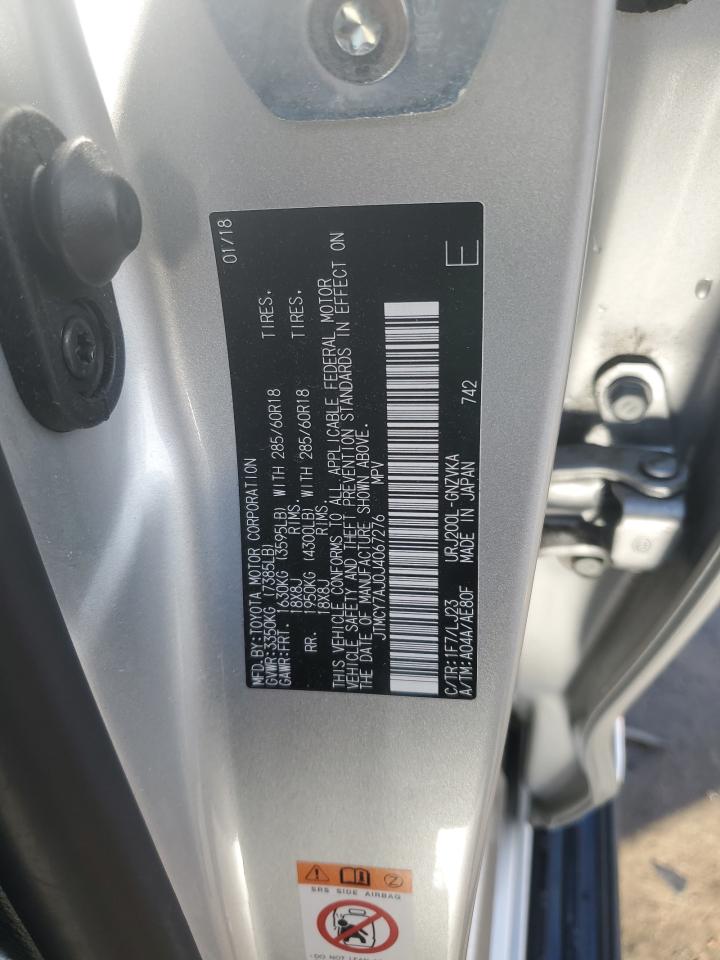 MFD.BY:TOYOTA MOTOR CORPORATION 01/18
GVWR:3350KG (7385LB)
GAWR:FRT. 1630KG (3595LB) WITH 285/60R18 TIRES,
18X8J RIMS,
RR. 1950KG (4300LB) WITH 285/60R18 TIRES,
18X8J RIMS,
THIS VEHICLE CONFORMS TO ALL APPLICABLE FEDERAL MOTOR
VEHICLE SAFETY AND THEFT PREVENTION STANDARDS IN EFFECT ON
THE DATE OF MANUFACTURE SHOWN ABOVE.
JTMCY7AJ0J4067276 MPV
C/TR:1F7/LJ23 URJ200L-GNZVKA 742 E
A/TM:A04A/AE80F MADE IN JAPAN
SRS SIDE AIRBAG
DO NOT LEAN